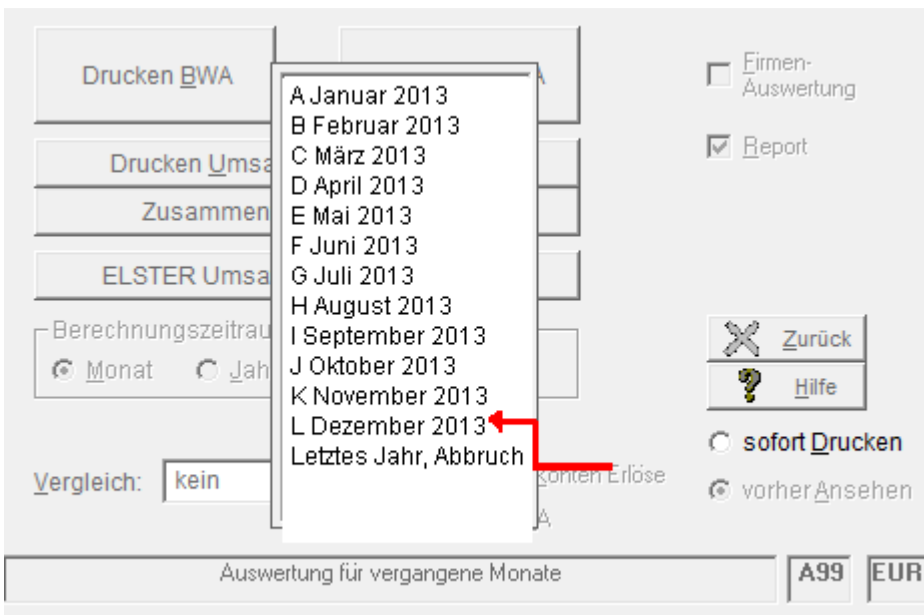 Drucken BWA
A Januar 2013
B Februar 2013
C März 2013
D April 2013
E Mai 2013
F Juni 2013
G Juli 2013
H August 2013
I September 2013
J Oktober 2013
K November 2013
L Dezember 2013
Letztes Jahr, Abbruch
Firmen-
Auswertung
Report
Drucken Umsa
Zusammen
ELSTER Umsa
Berechnungszeitrau
Monat Jah
Zurück
Hilfe
sofort Drucken
vorher Ansehen
Vergleich: kein
Konten Erlöse
A
Auswertung für vergangene Monate A99 EUR